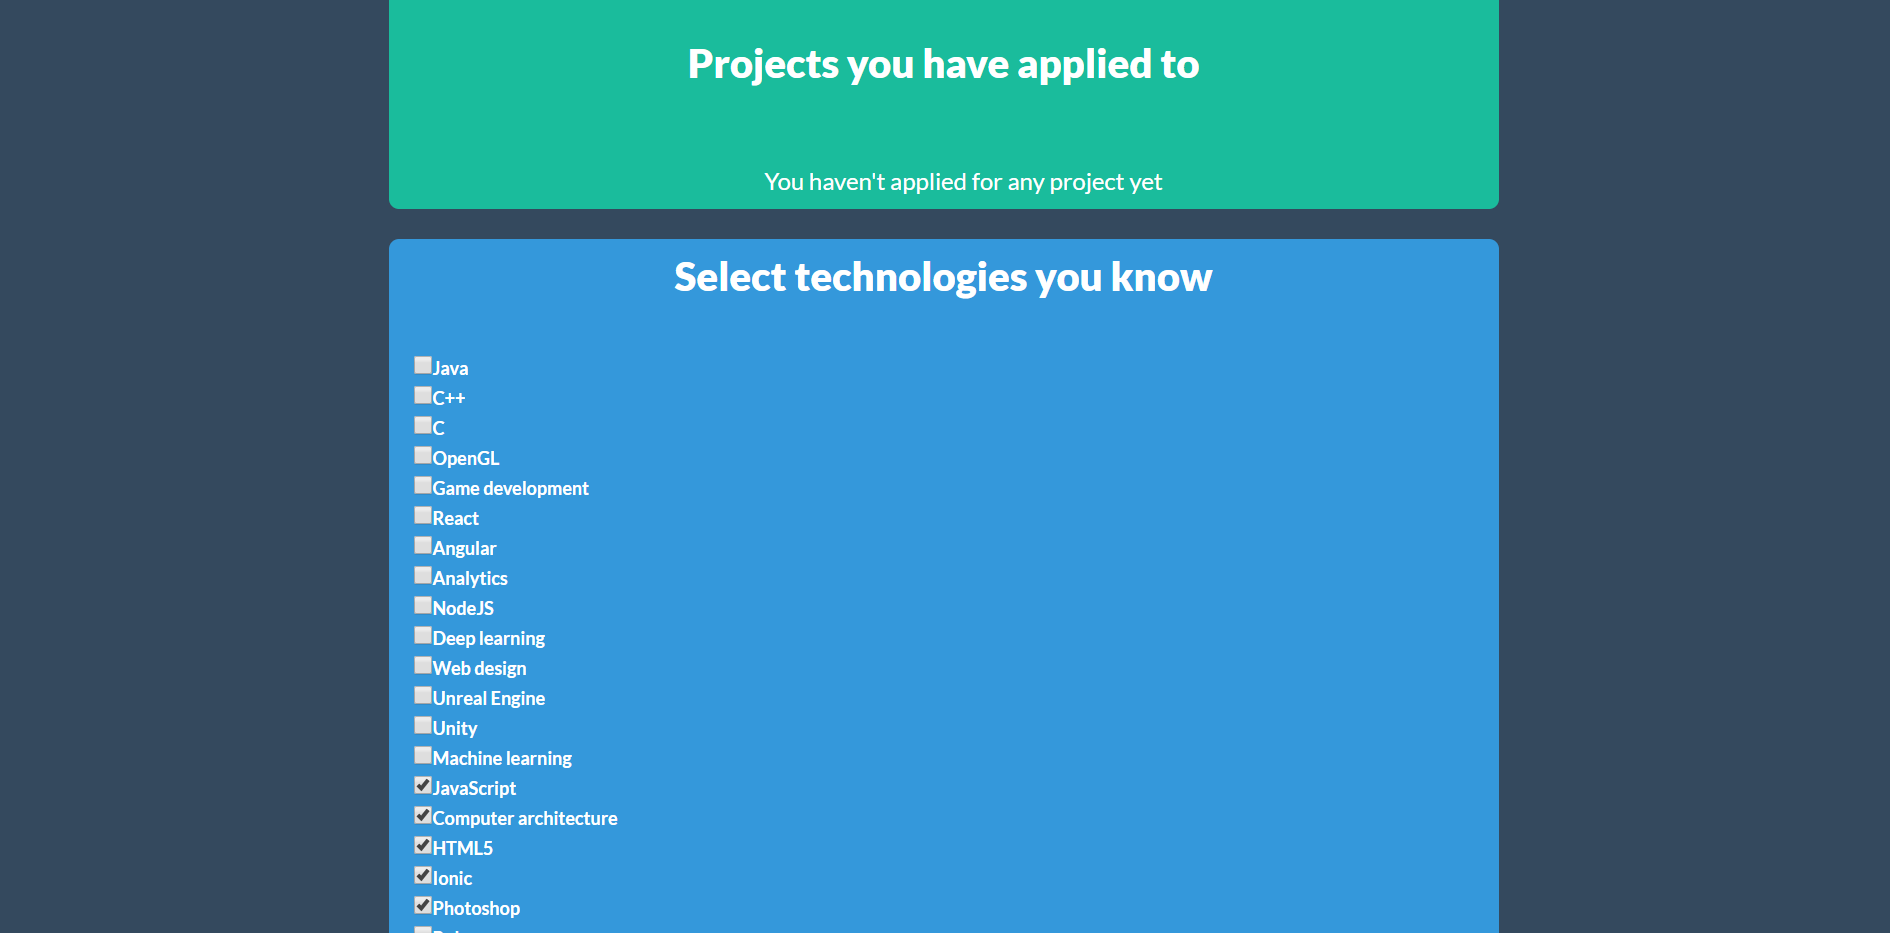 Projects you have applied to
You haven't applied for any project yet
Select technologies you know
Java
C++
C
OpenGL
Game development
React
Angular
Analytics
NodeJS
Deep learning
Web design
Unreal Engine
Unity
Machine learning
JavaScript
Computer architecture
HTML5
Ionic
Photoshop